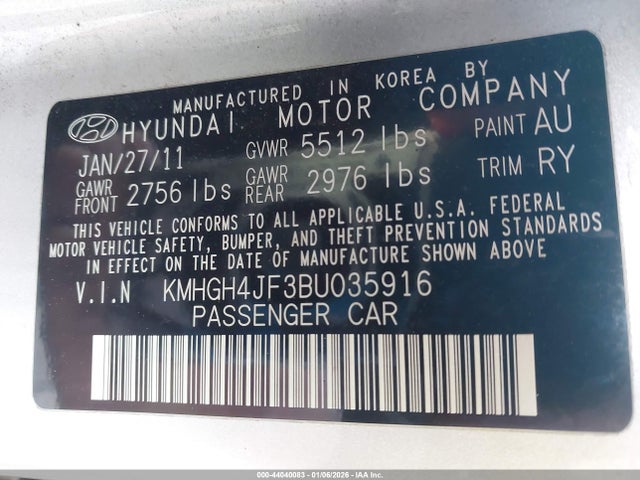 MANUFACTURED IN KOREA BY
HYUNDAI MOTOR COMPANY
JAN/27/11 GVWR 5512 lbs PAINT AU
GAWR FRONT 2756 lbs GAWR REAR 2976 lbs TRIM RY
THIS VEHICLE CONFORMS TO ALL APPLICABLE U.S.A. FEDERAL
MOTOR VEHICLE SAFETY, BUMPER, AND THEFT PREVENTION STANDARDS
IN EFFECT ON THE DATE OF MANUFACTURE SHOWN ABOVE
V.I.N KMHGH4JF3BU035916
PASSENGER CAR
000-44040083 - 01/06/2026 - IAAI.com